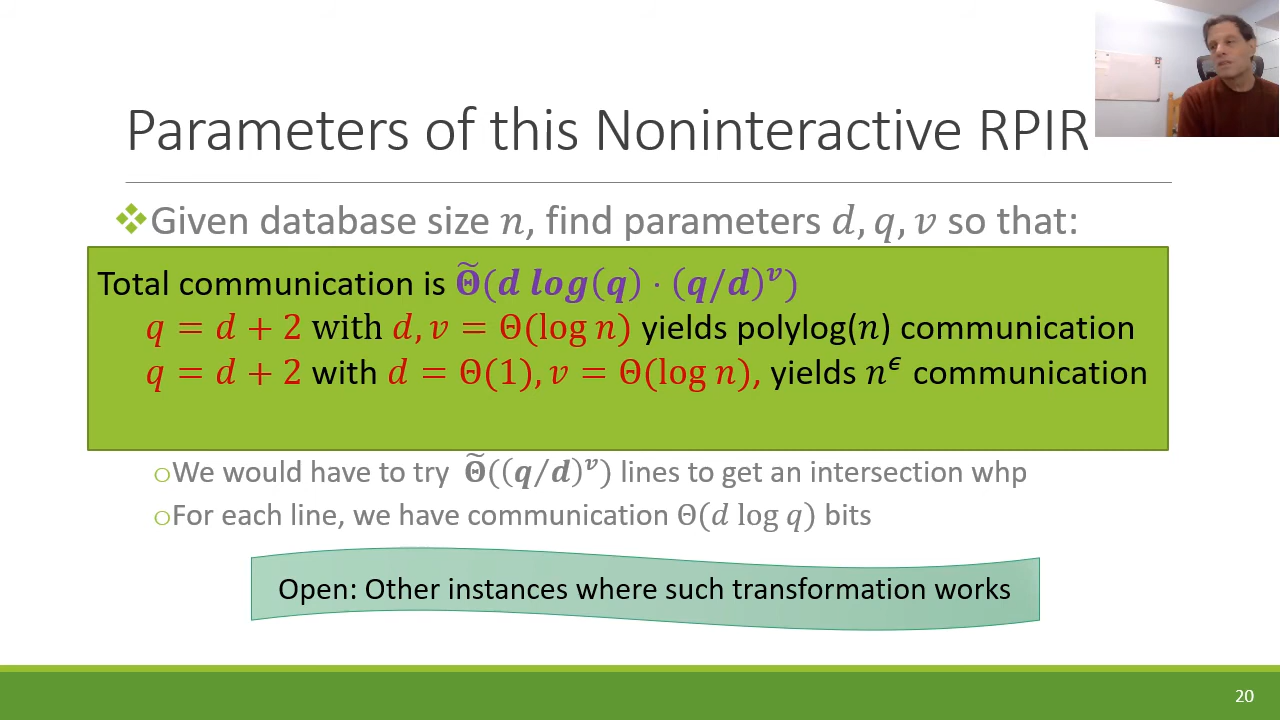 Parameters of this Noninteractive RPIR
❖Given database size 𝑛, find parameters 𝑑, 𝑞, 𝑣 so that:
Total communication is Θ̃(𝒅 𝒍𝒐𝒈(𝒒) · (𝒒/𝒅)^𝒗)
𝑞 = 𝑑 + 2 with 𝑑, 𝑣 = Θ(log 𝑛) yields polylog(𝑛) communication
𝑞 = 𝑑 + 2 with 𝑑 = Θ(1), 𝑣 = Θ(log 𝑛), yields 𝑛^𝜖 communication
oWe would have to try Θ̃((𝒒/𝒅)^𝒗) lines to get an intersection whp
oFor each line, we have communication Θ(𝑑 log 𝑞) bits
Open: Other instances where such transformation works
20